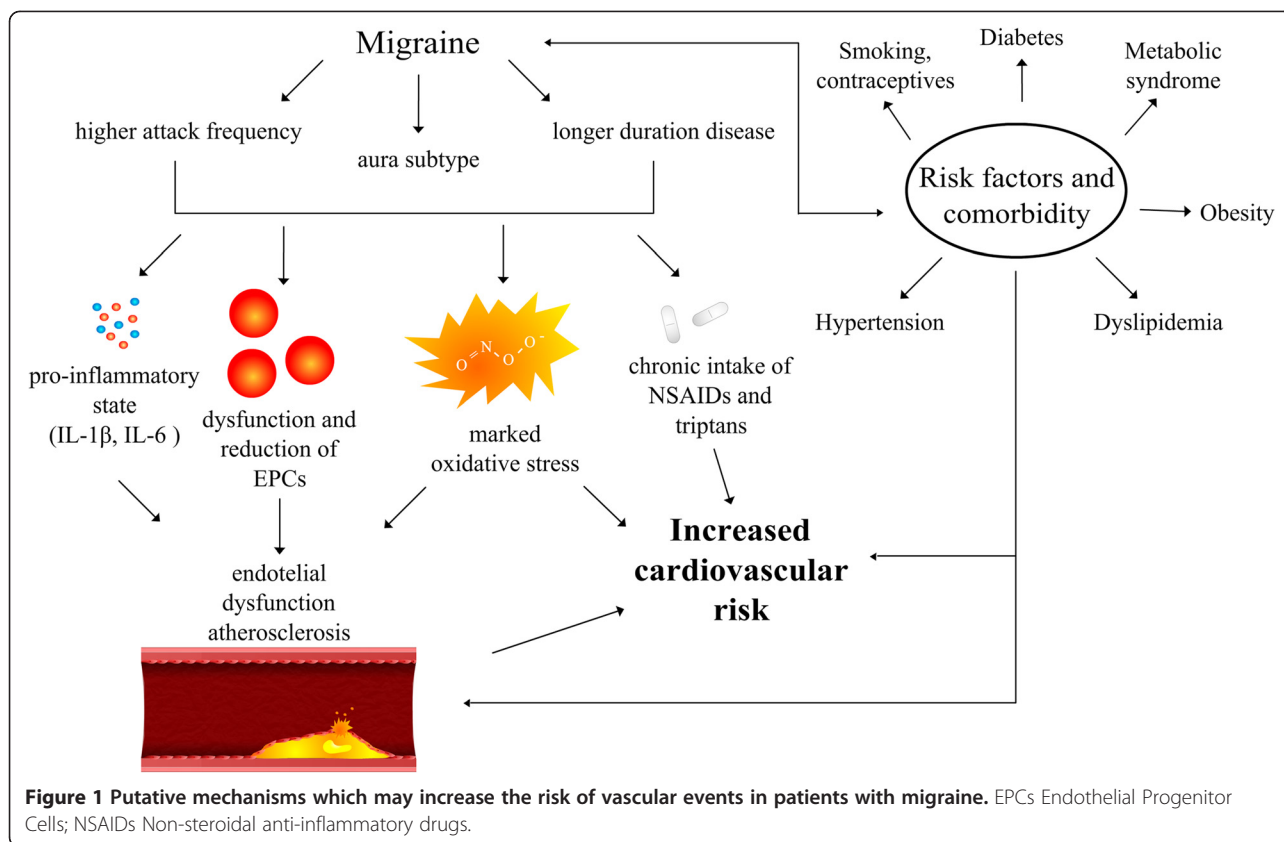 Migraine
higher attack frequency
aura subtype
longer duration disease
Smoking,
contraceptives
Diabetes
Metabolic
syndrome
Risk factors and
comorbidity
Obesity
Hypertension
Dyslipidemia
pro-inflammatory
state
(IL-1β, IL-6 )
dysfunction and
reduction of
EPCs
O=N-O-O-
marked
oxidative stress
chronic intake of
NSAIDs and
triptans
endotelial
dysfunction
atherosclerosis
Increased
cardiovascular
risk
Figure 1 Putative mechanisms which may increase the risk of vascular events in patients with migraine. EPCs Endothelial Progenitor
Cells; NSAIDs Non-steroidal anti-inflammatory drugs.